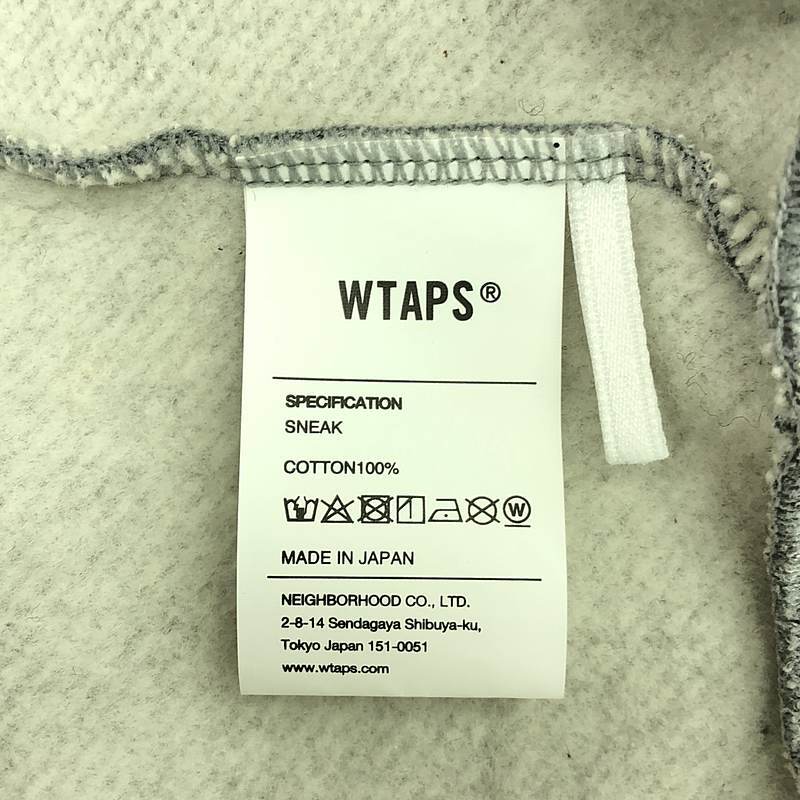 WTAPS®
SPECIFICATION
SNEAK
COTTON100%
W
MADE IN JAPAN
NEIGHBORHOOD CO., LTD.
2-8-14 Sendagaya Shibuya-ku,
Tokyo Japan 151-0051
www.wtaps.com